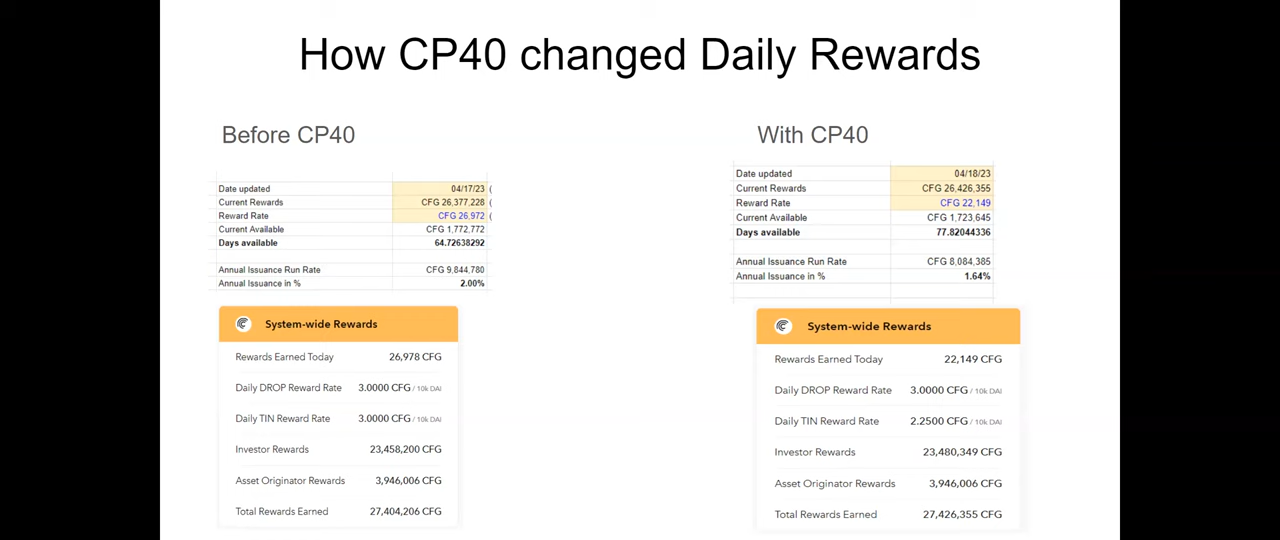 How CP40 changed Daily Rewards
Before CP40
Date updated 04/17/23 (
Current Rewards CFG 26,377,228 (
Reward Rate CFG 26,972 (
Current Available CFG 1,772,772
Days available 64.72638292
Annual Issuance Run Rate CFG 9,844,780
Annual Issuance in % 2.00%
System-wide Rewards
Rewards Earned Today 26,978 CFG
Daily DROP Reward Rate 3.0000 CFG / 10k DAI
Daily TIN Reward Rate 3.0000 CFG / 10k DAI
Investor Rewards 23,458,200 CFG
Asset Originator Rewards 3,946,006 CFG
Total Rewards Earned 27,404,206 CFG
With CP40
Date updated 04/18/23
Current Rewards CFG 26,426,355
Reward Rate CFG 22,149
Current Available CFG 1,723,645
Days available 77.82044336
Annual Issuance Run Rate CFG 8,084,385
Annual Issuance in % 1.64%
System-wide Rewards
Rewards Earned Today 22,149 CFG
Daily DROP Reward Rate 3.0000 CFG / 10k DAI
Daily TIN Reward Rate 2.2500 CFG / 10k DAI
Investor Rewards 23,480,349 CFG
Asset Originator Rewards 3,946,006 CFG
Total Rewards Earned 27,426,355 CFG